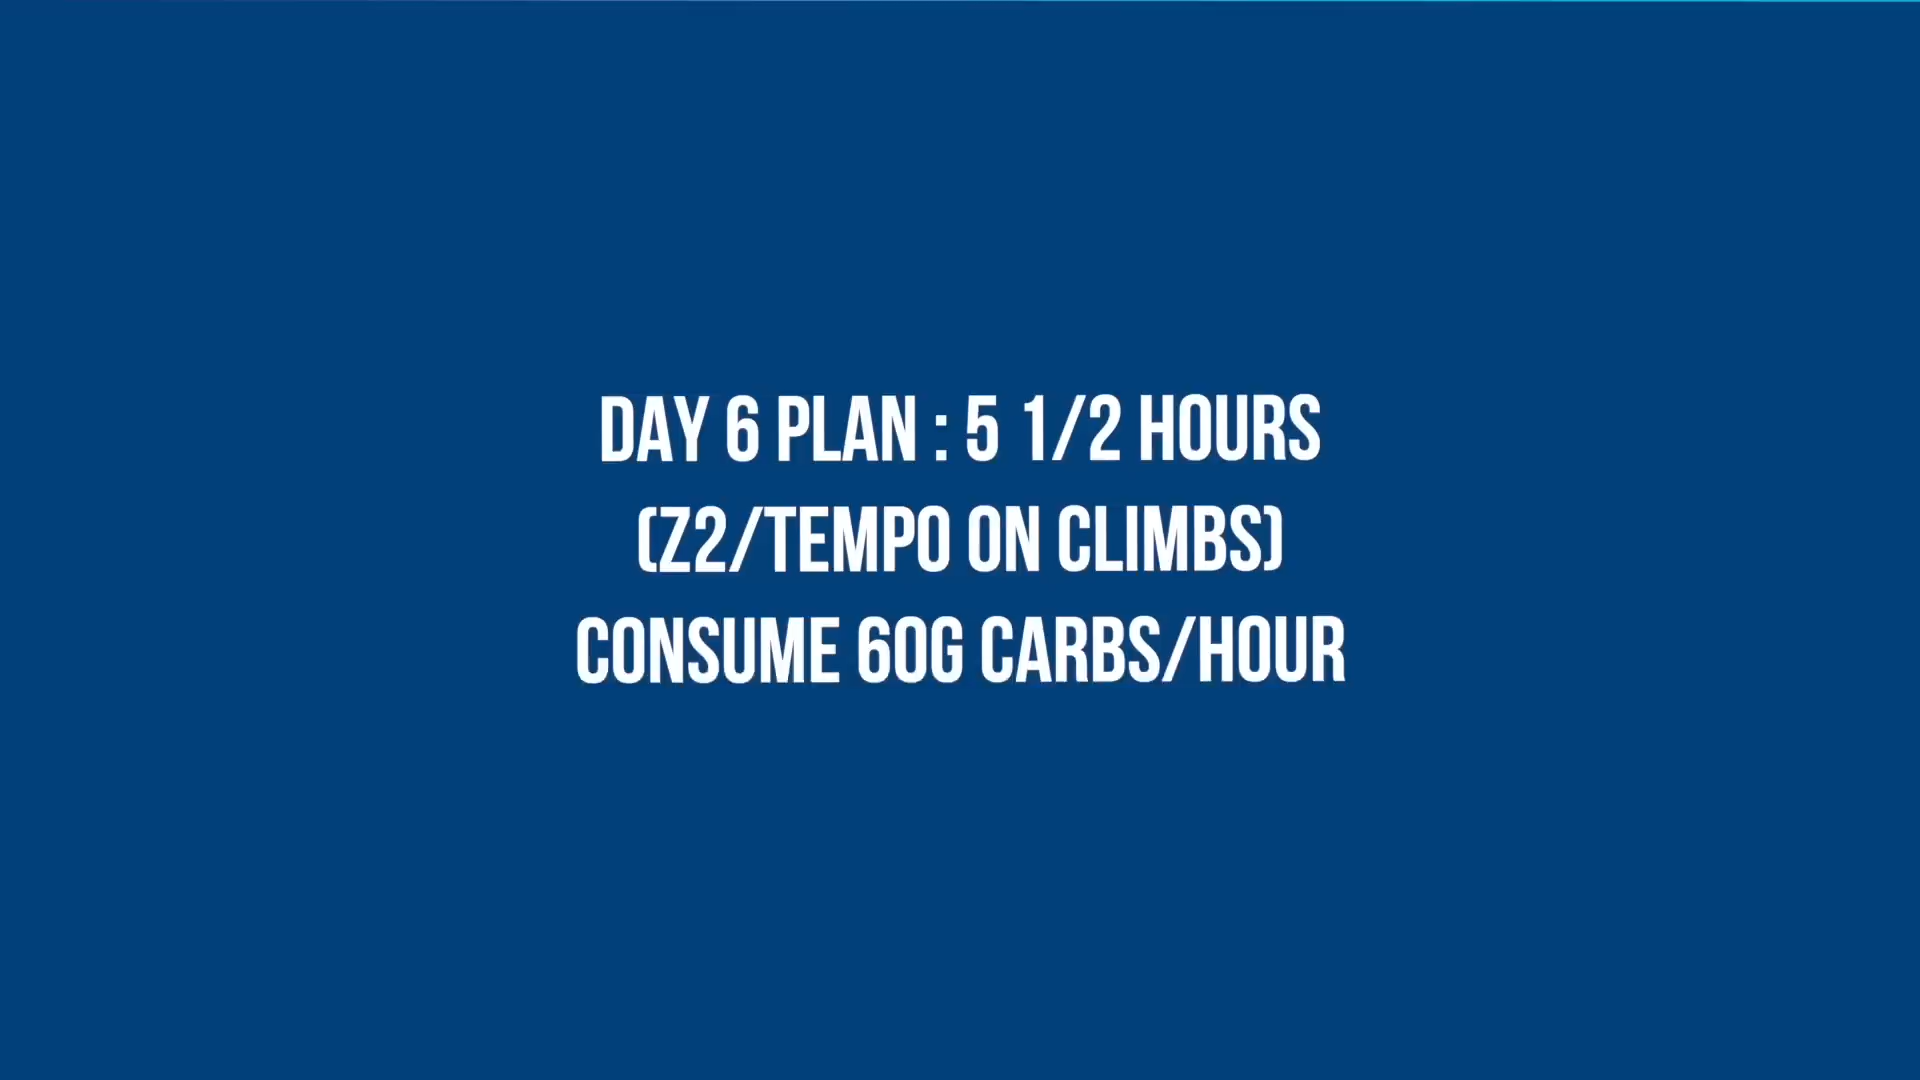 DAY 6 PLAN : 5 1/2 HOURS
(Z2/TEMPO ON CLIMBS)
CONSUME 60G CARBS/HOUR